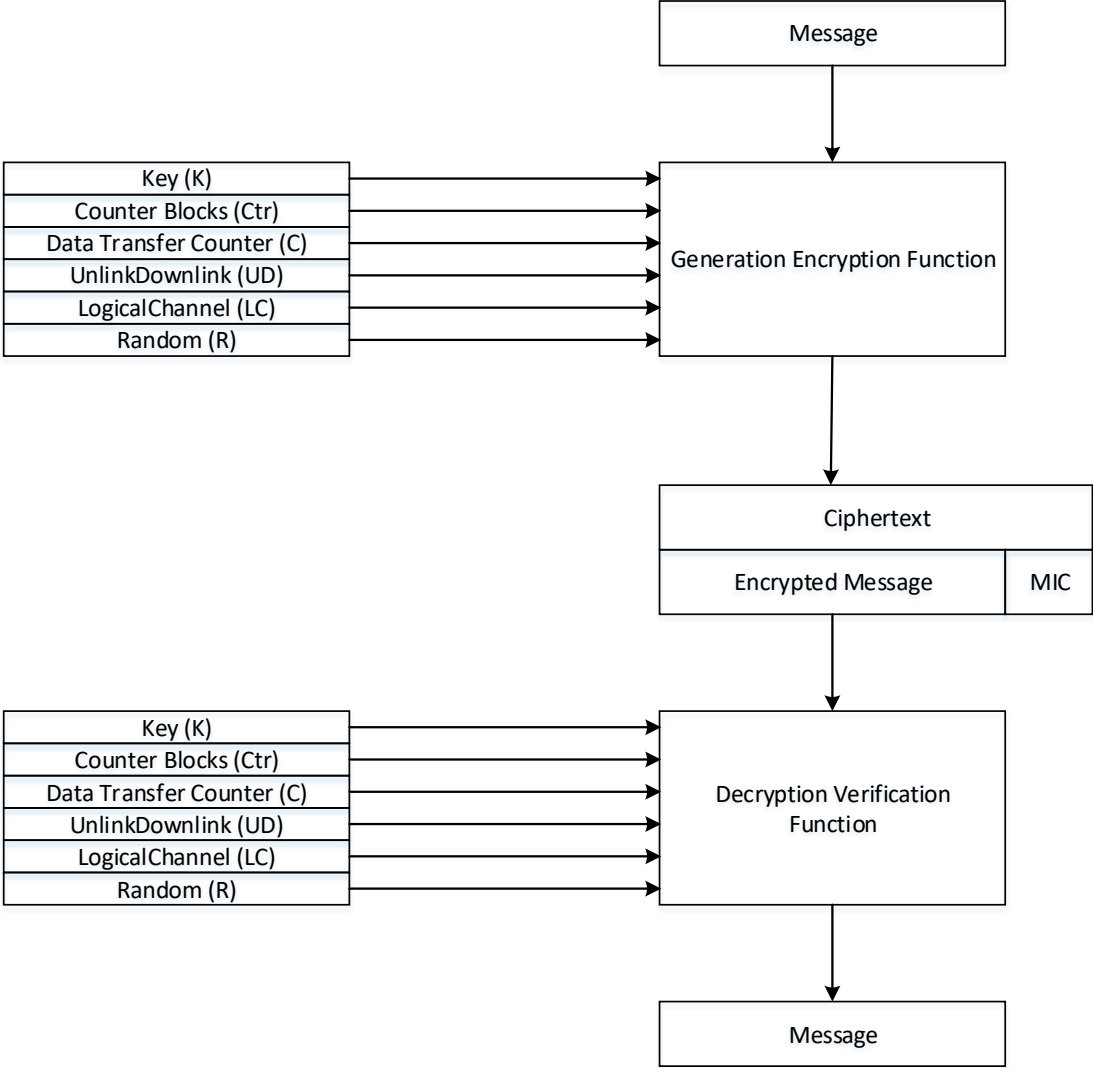 Message
Key (K)
Counter Blocks (Ctr)
Data Transfer Counter (C)
UnlinkDownlink (UD)
LogicalChannel (LC)
Random (R)
Generation Encryption Function
Ciphertext
Encrypted Message
MIC
Key (K)
Counter Blocks (Ctr)
Data Transfer Counter (C)
UnlinkDownlink (UD)
LogicalChannel (LC)
Random (R)
Decryption Verification
Function
Message